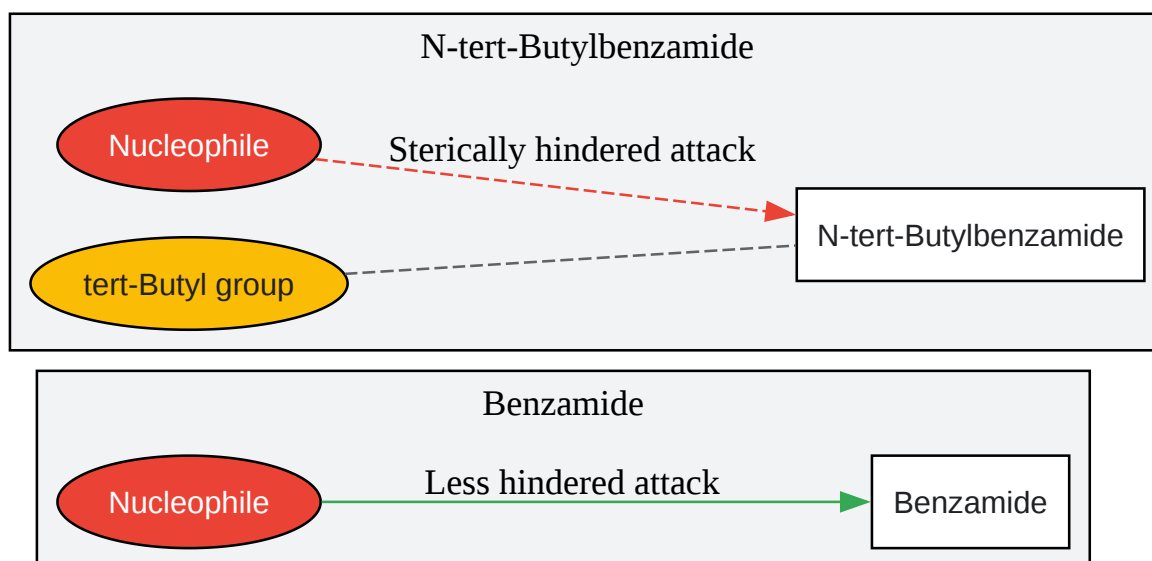 N-tert-Butylbenzamide
Nucleophile
Sterically hindered attack
N-tert-Butylbenzamide
tert-Butyl group
Benzamide
Nucleophile
Less hindered attack
Benzamide